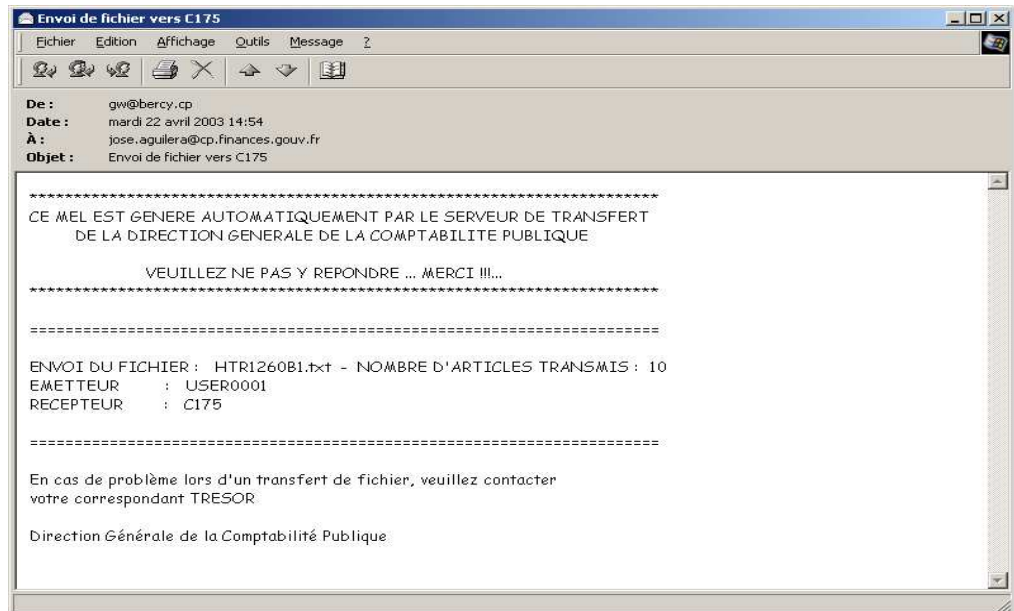 Envoi de fichier vers C175
Fichier Edition Affichage Outils Message ?
De : gw@bercy.cp
Date : mardi 22 avril 2003 14:54
À : jose.aguilera@cp.finances.gouv.fr
Objet : Envoi de fichier vers C175
***********************************************************************
CE MEL EST GENERE AUTOMATIQUEMENT PAR LE SERVEUR DE TRANSFERT
DE LA DIRECTION GENERALE DE LA COMPTABILITE PUBLIQUE
VEUILLEZ NE PAS Y REPONDRE ... MERCI !!!...
***********************************************************************
=======================================================================
ENVOI DU FICHIER : HTR1260B1.txt - NOMBRE D'ARTICLES TRANSMIS : 10
EMETTEUR : USER0001
RECEPTEUR : C175
=======================================================================
En cas de problème lors d'un transfert de fichier, veuillez contacter
votre correspondant TRESOR
Direction Générale de la Comptabilité Publique